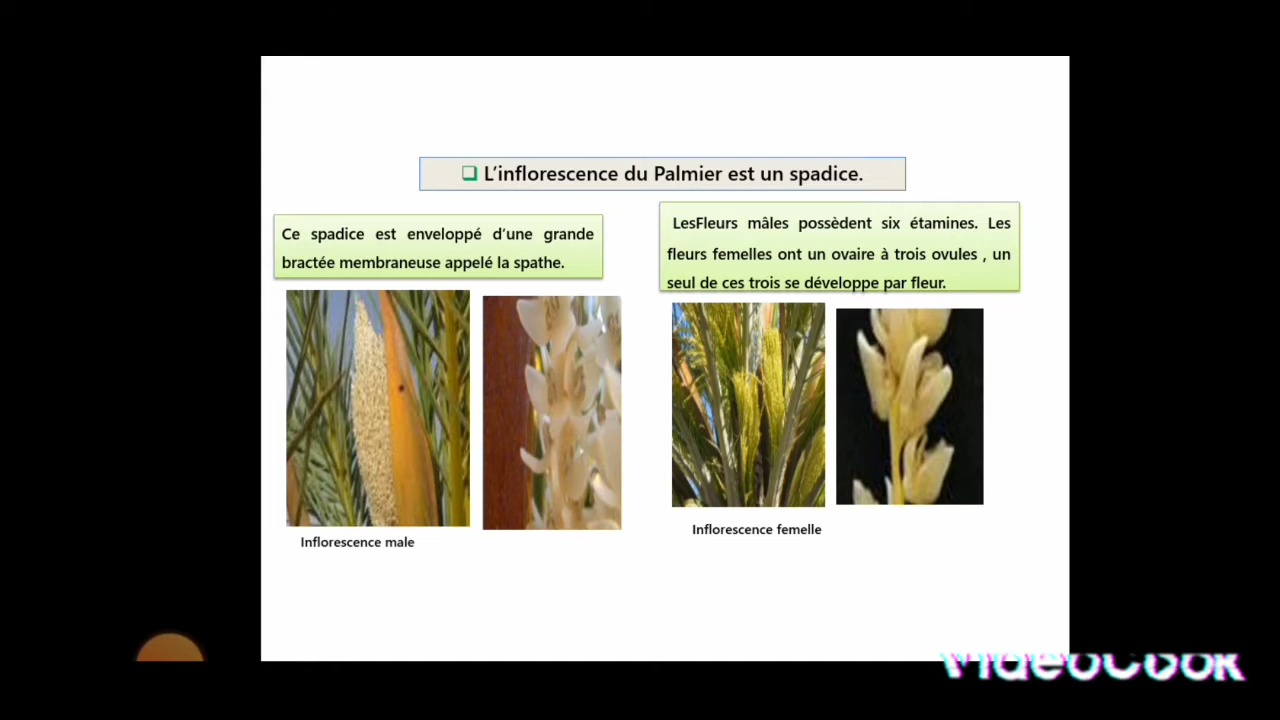 L’inflorescence du Palmier est un spadice.
Ce spadice est enveloppé d’une grande
bractée membraneuse appelé la spathe.
LesFleurs mâles possèdent six étamines. Les
fleurs femelles ont un ovaire à trois ovules , un
seul de ces trois se développe par fleur.
Inflorescence male
Inflorescence femelle
VideoCook